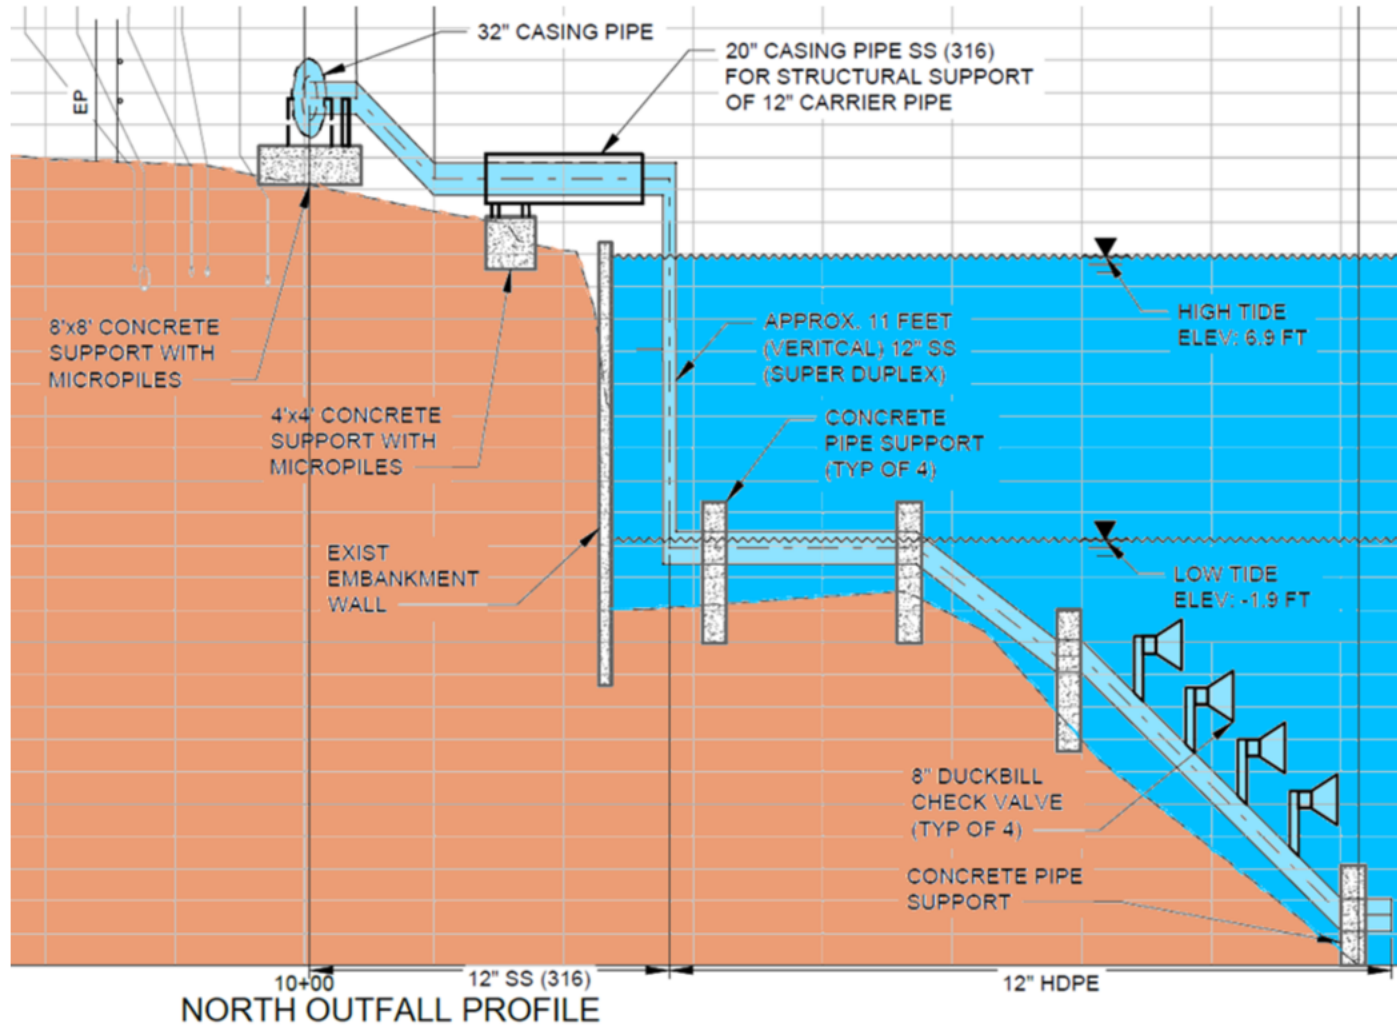 32" CASING PIPE
20" CASING PIPE SS (316)
FOR STRUCTURAL SUPPORT
OF 12" CARRIER PIPE
EP
8'x8' CONCRETE
SUPPORT WITH
MICROPILES
4'x4' CONCRETE
SUPPORT WITH
MICROPILES
APPROX. 11 FEET
(VERITCAL) 12" SS
(SUPER DUPLEX)
HIGH TIDE
ELEV: 6.9 FT
CONCRETE
PIPE SUPPORT
(TYP OF 4)
EXIST
EMBANKMENT
WALL
LOW TIDE
ELEV: -1.9 FT
8" DUCKBILL
CHECK VALVE
(TYP OF 4)
CONCRETE PIPE
SUPPORT
10+00
12" SS (316)
12" HDPE
NORTH OUTFALL PROFILE